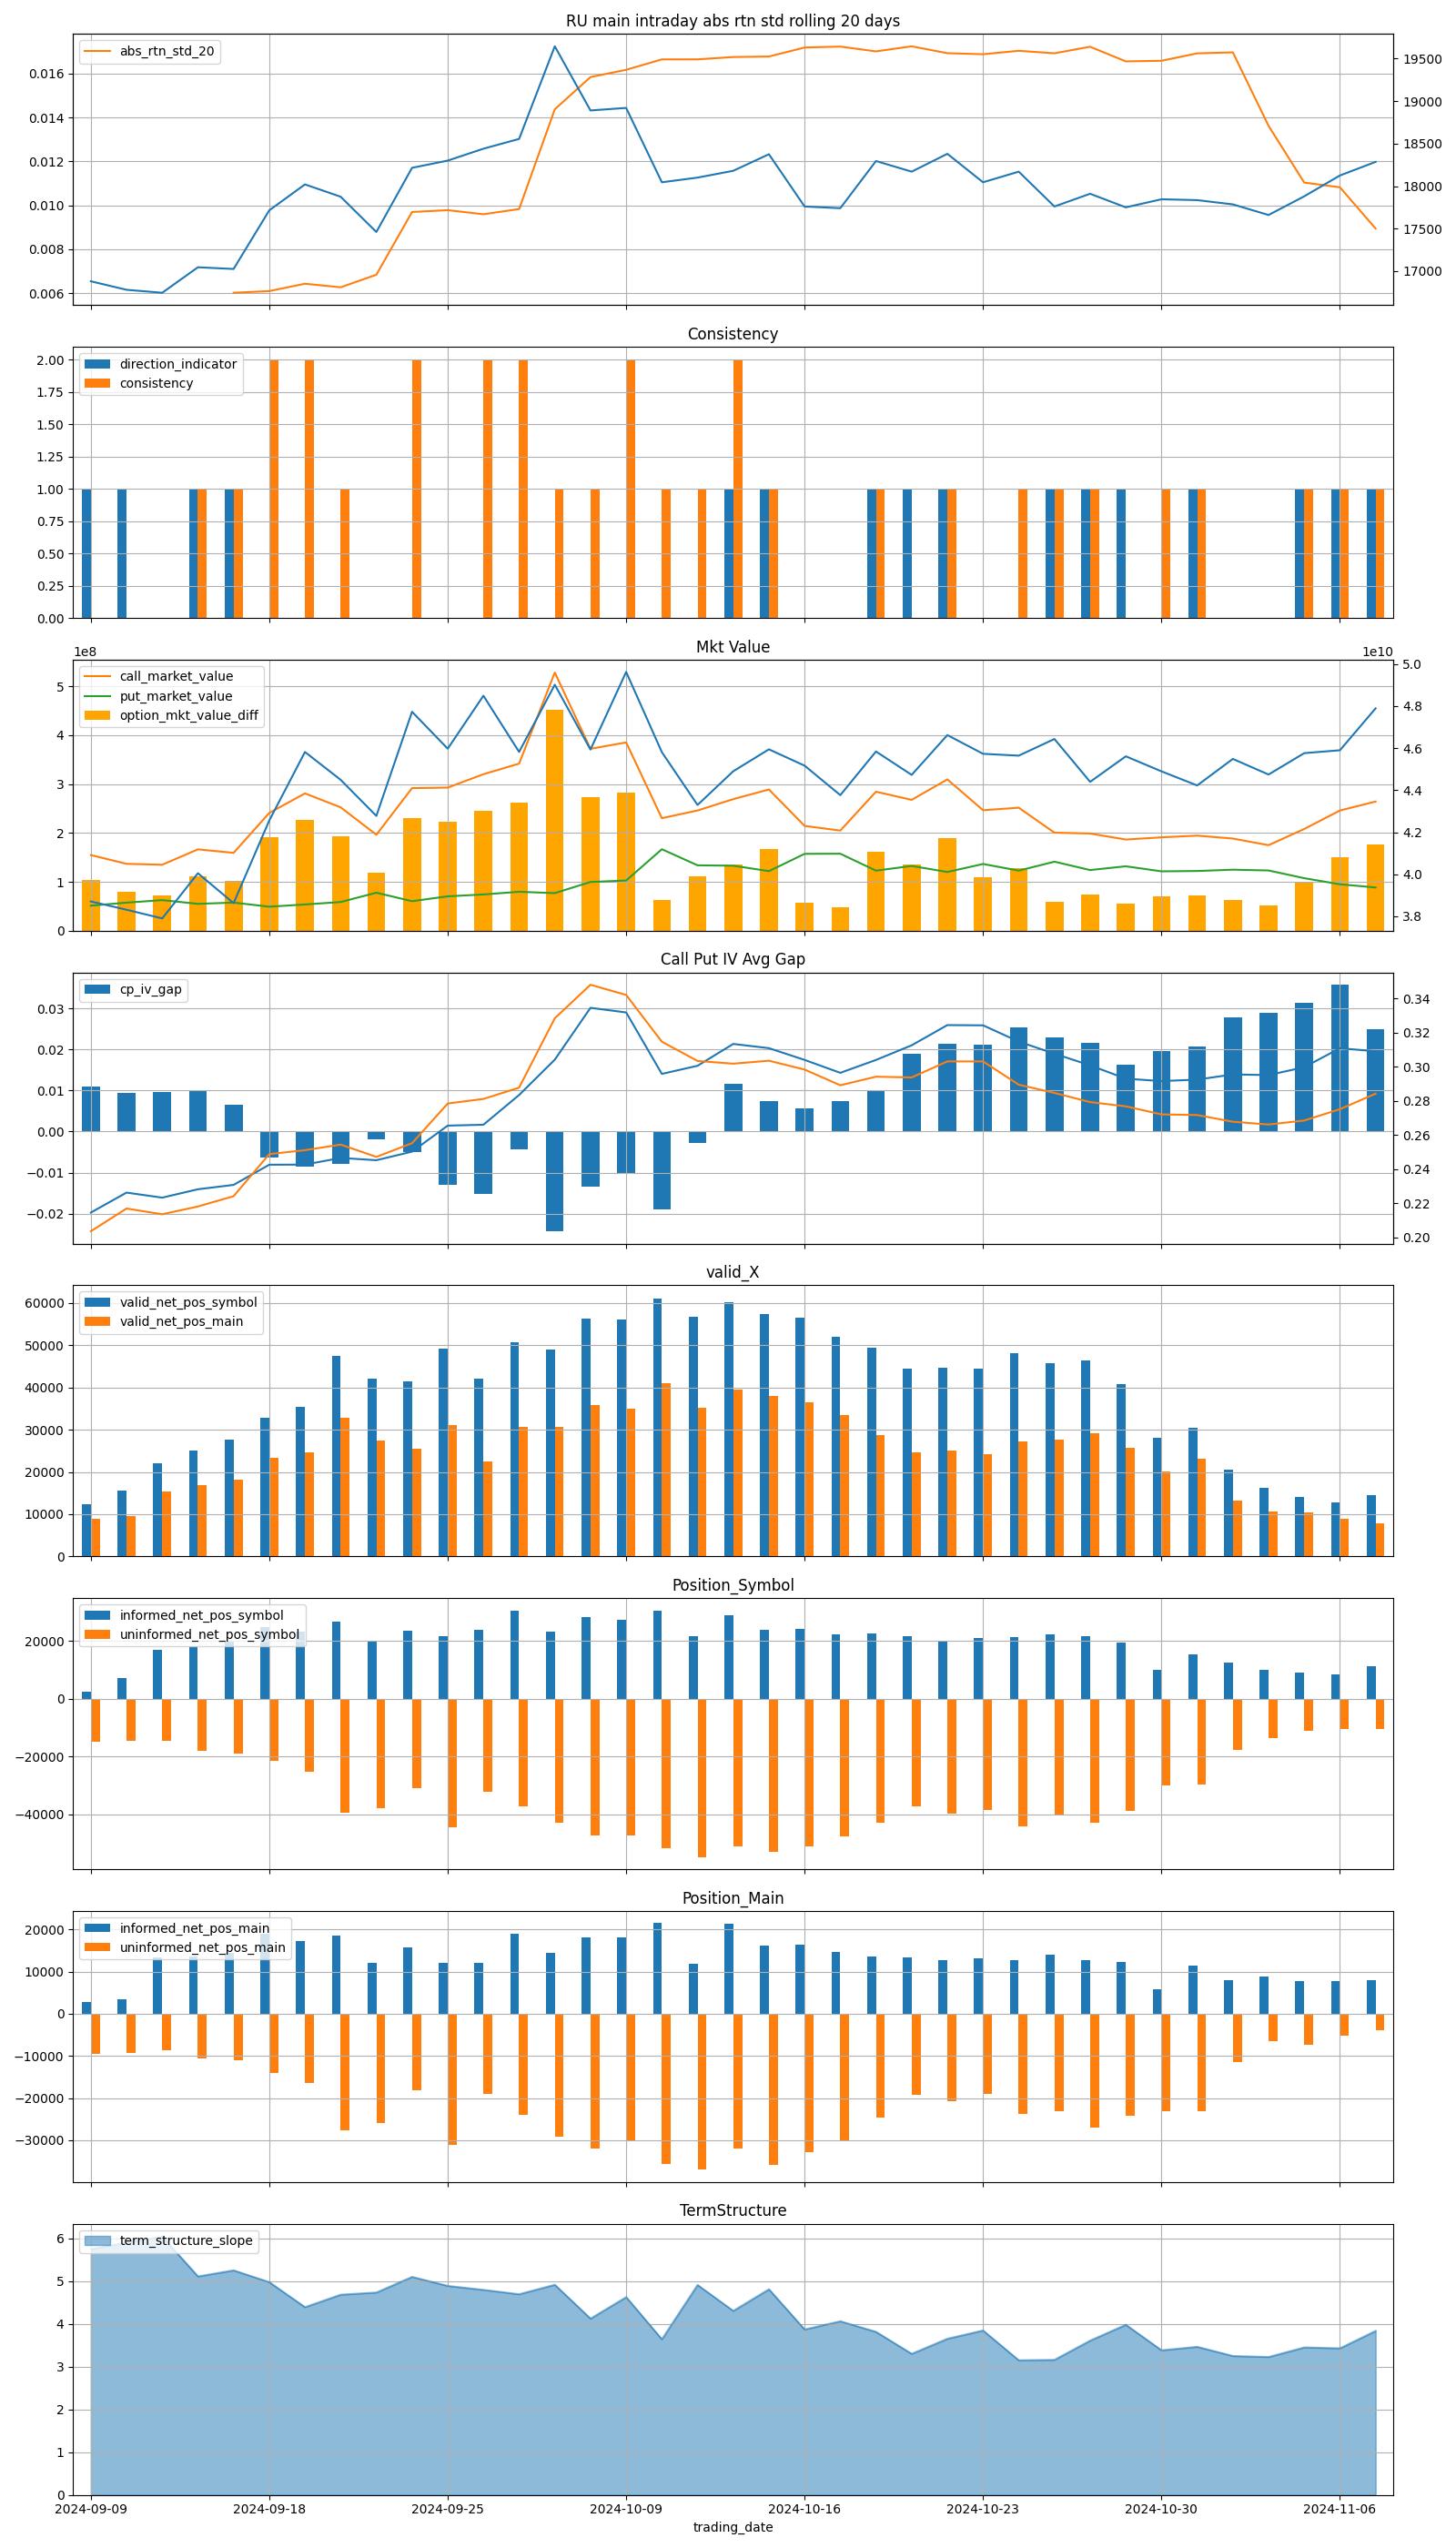 RU main intraday abs rtn std rolling 20 days
abs_rtn_std_20
0.016
0.014
0.012
0.010
0.008
0.006
19500
19000
18500
18000
17500
17000
Consistency
direction_indicator
consistency
2.00
1.75
1.50
1.25
1.00
0.75
0.50
0.25
0.00
Mkt Value
1e8
1e10
call_market_value
put_market_value
option_mkt_value_diff
5
4
3
2
1
0
5.0
4.8
4.6
4.4
4.2
4.0
3.8
Call Put IV Avg Gap
cp_iv_gap
0.03
0.02
0.01
0.00
−0.01
−0.02
0.34
0.32
0.30
0.28
0.26
0.24
0.22
0.20
valid_X
valid_net_pos_symbol
valid_net_pos_main
60000
50000
40000
30000
20000
10000
0
Position_Symbol
informed_net_pos_symbol
uninformed_net_pos_symbol
20000
0
−20000
−40000
Position_Main
informed_net_pos_main
uninformed_net_pos_main
20000
10000
0
−10000
−20000
−30000
TermStructure
term_structure_slope
6
5
4
3
2
1
0
2024-09-09 2024-09-18 2024-09-25 2024-10-09 2024-10-16 2024-10-23 2024-10-30 2024-11-06
trading_date